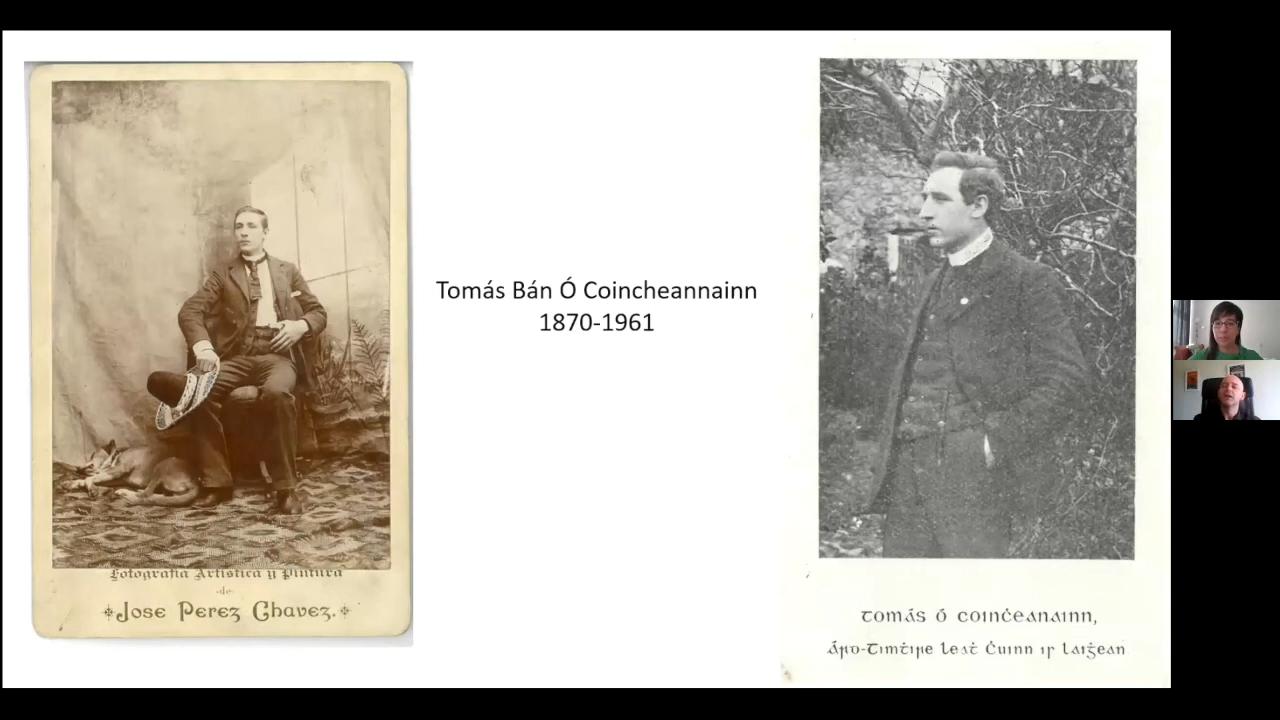 Fotografia Artistica y Pintura
-de-
Jose Perez Chavez.
Tomás Bán Ó Coincheannainn
1870-1961
Tomás Ó Coinċeanainn,
Árd-Timṫire Leaṫ Ċuinn is Laiġean